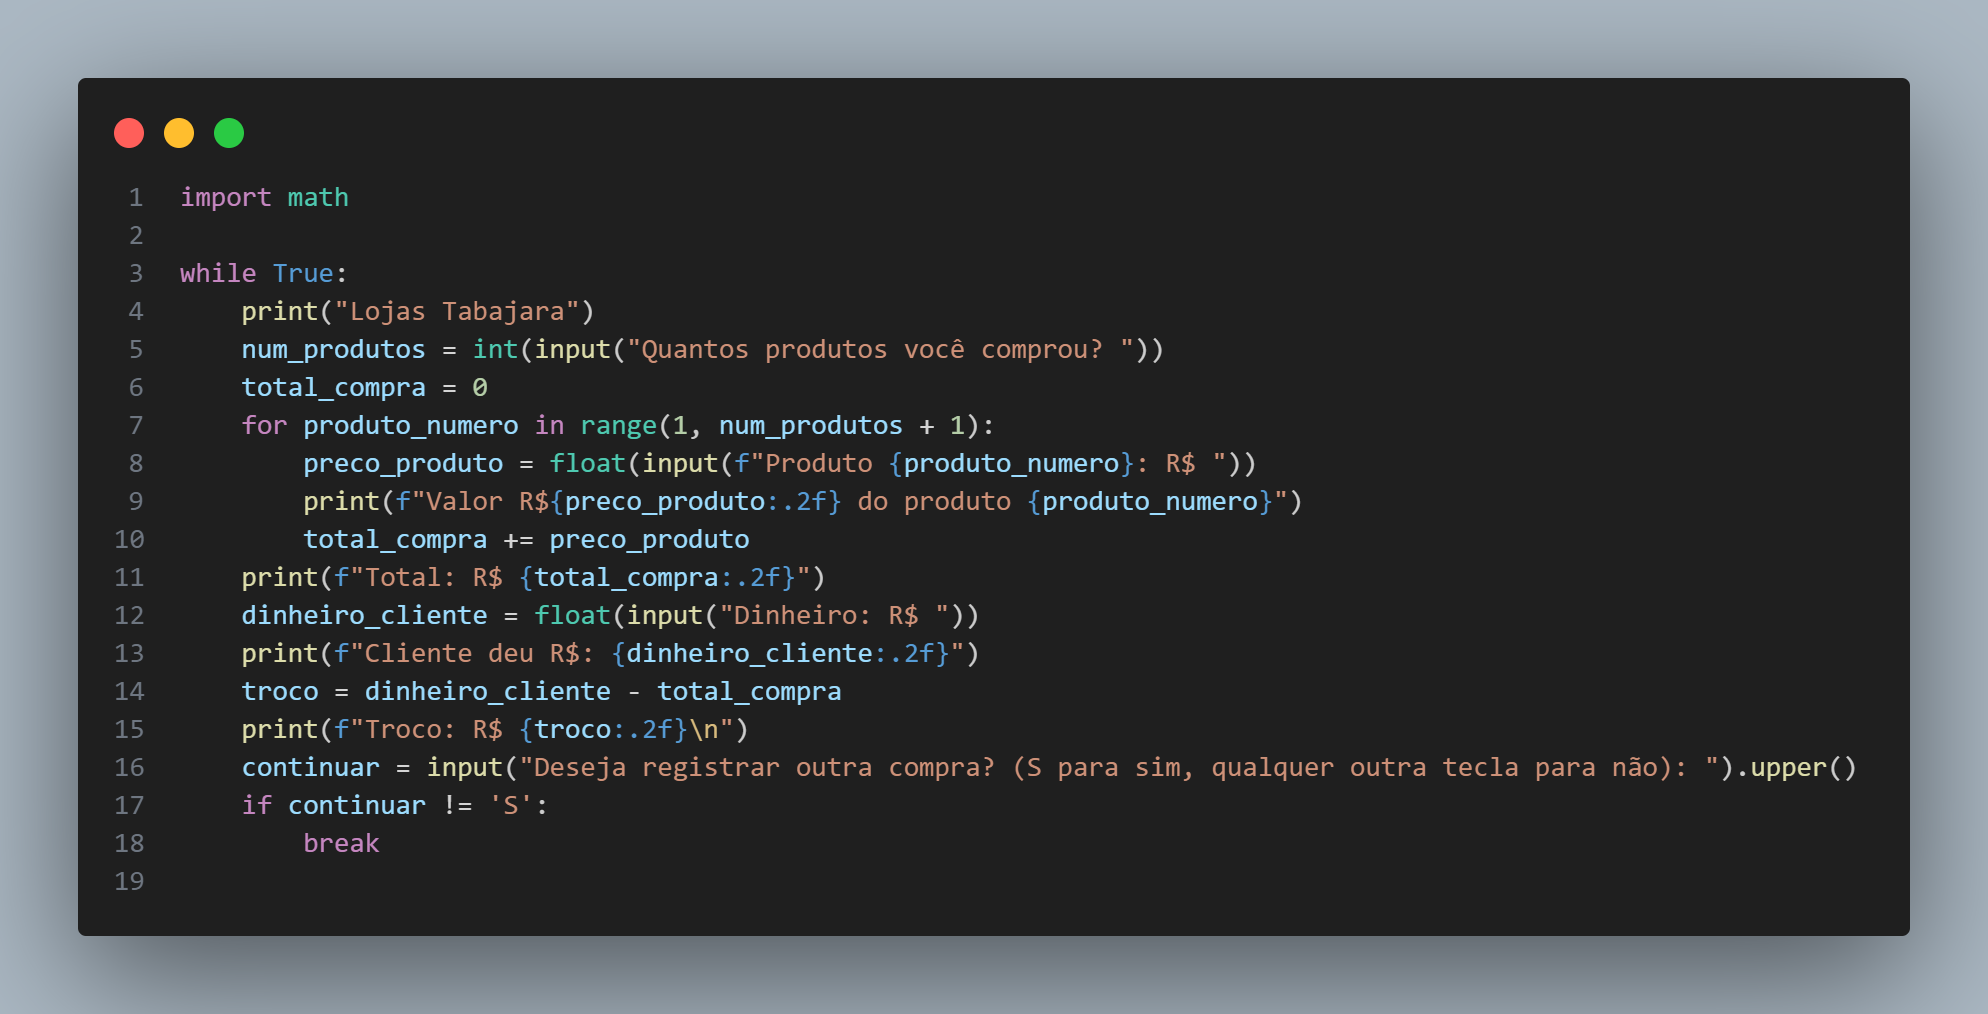 1 import math
2
3 while True:
4     print("Lojas Tabajara")
5     num_produtos = int(input("Quantos produtos você comprou? "))
6     total_compra = 0
7     for produto_numero in range(1, num_produtos + 1):
8         preco_produto = float(input(f"Produto {produto_numero}: R$ "))
9         print(f"Valor R${preco_produto:.2f} do produto {produto_numero}")
10         total_compra += preco_produto
11     print(f"Total: R$ {total_compra:.2f}")
12     dinheiro_cliente = float(input("Dinheiro: R$ "))
13     print(f"Cliente deu R$: {dinheiro_cliente:.2f}")
14     troco = dinheiro_cliente - total_compra
15     print(f"Troco: R$ {troco:.2f}\n")
16     continuar = input("Deseja registrar outra compra? (S para sim, qualquer outra tecla para não): ").upper()
17     if continuar != 'S':
18         break
19